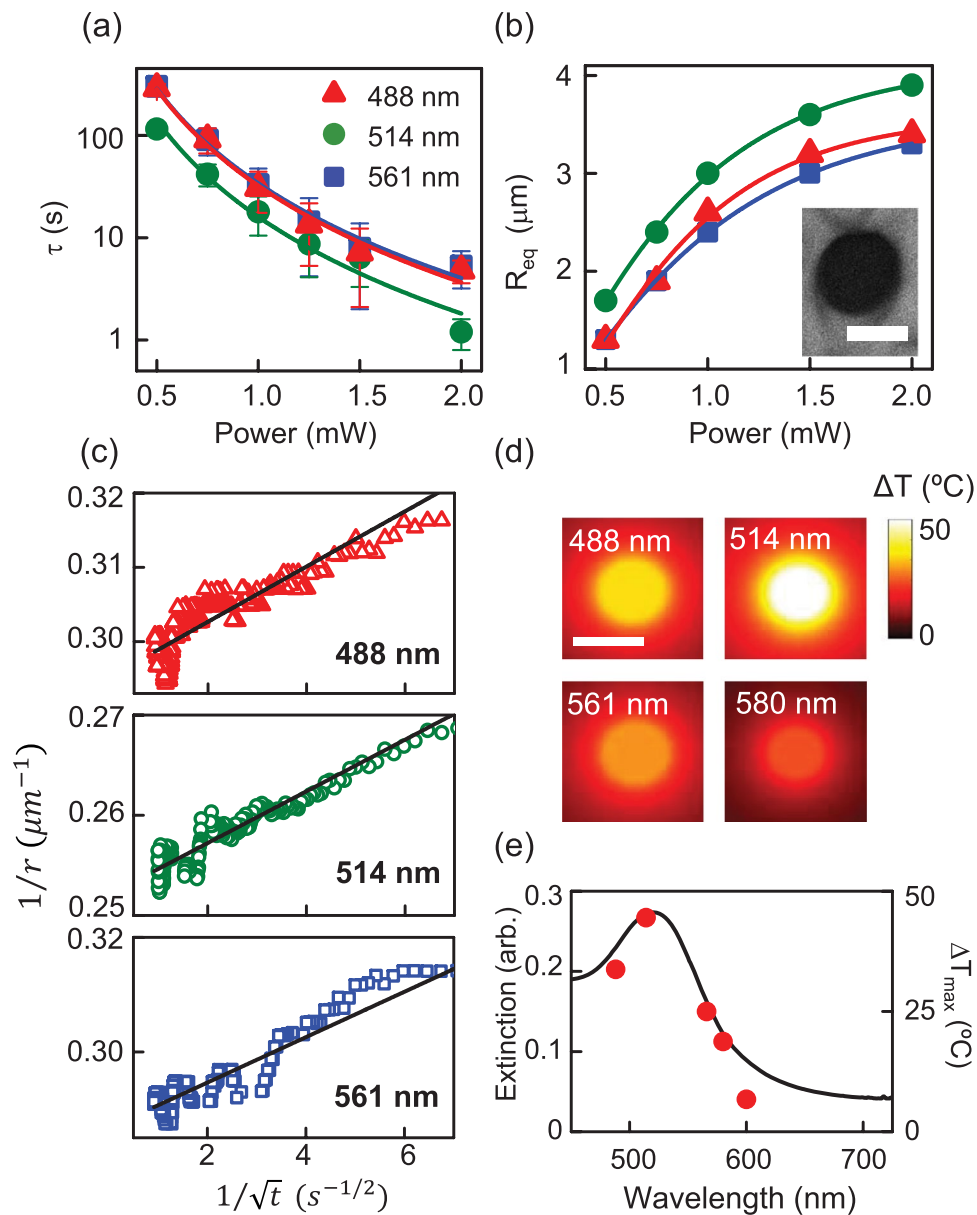 (a)
100
10
1
τ (s)
488 nm
514 nm
561 nm
0.5 1.0 1.5 2.0
Power (mW)
(b)
4
3
2
1
R_eq (μm)
0.5 1.0 1.5 2.0
Power (mW)
(c)
0.32
0.31
0.30
488 nm
0.27
0.26
0.25
514 nm
0.32
0.30
561 nm
1/r (μm⁻¹)
2 4 6
1/√t (s⁻¹/²)
(d)
ΔT (ºC)
488 nm 514 nm
50
0
561 nm 580 nm
(e)
0.3
0.2
0.1
0
Extinction (arb.)
50
25
0
ΔT_max (ºC)
500 600 700
Wavelength (nm)